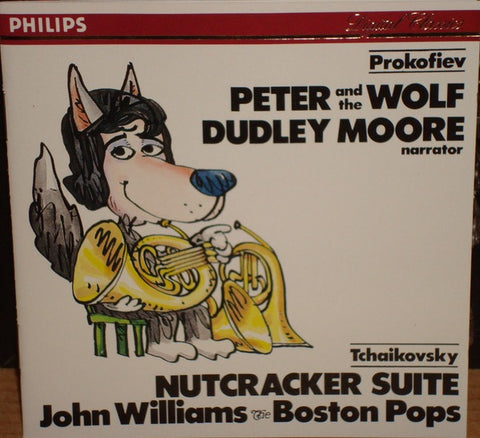 PHILIPS
Digital Classics
Prokofiev
PETER and the WOLF
DUDLEY MOORE
narrator
Tchaikovsky
NUTCRACKER SUITE
John Williams The Boston Pops